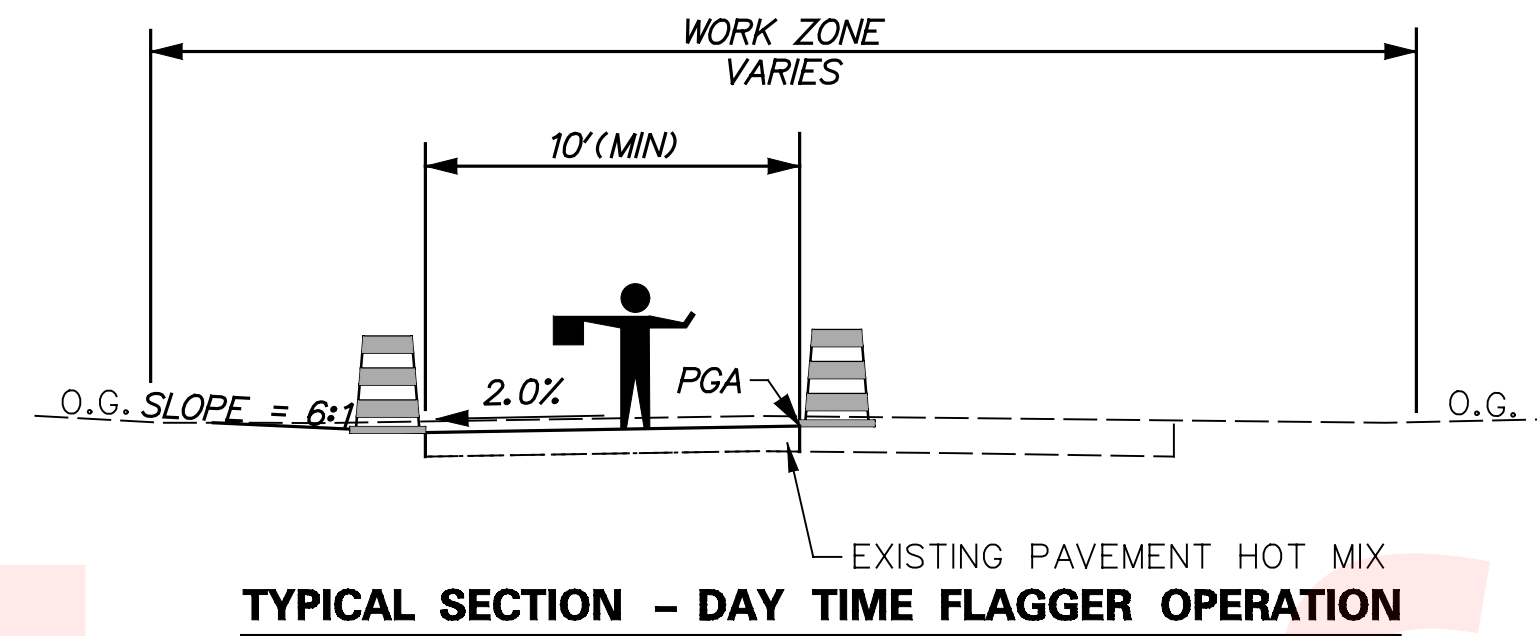 WORK ZONE
VARIES
10'(MIN)
PGA
2.0%
O.G.
SLOPE = 6:1
O.G.
EXISTING PAVEMENT HOT MIX
TYPICAL SECTION - DAY TIME FLAGGER OPERATION